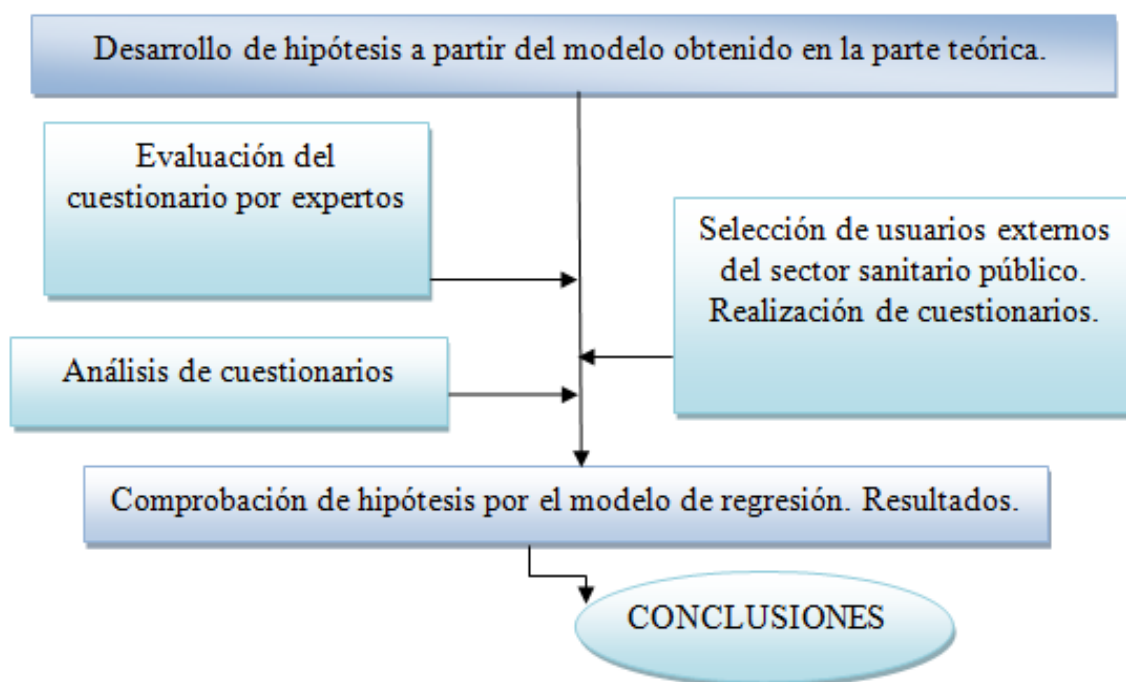 Desarrollo de hipótesis a partir del modelo obtenido en la parte teórica.
Evaluación del
cuestionario por expertos
Selección de usuarios externos
del sector sanitario público.
Realización de cuestionarios.
Análisis de cuestionarios
Comprobación de hipótesis por el modelo de regresión. Resultados.
CONCLUSIONES